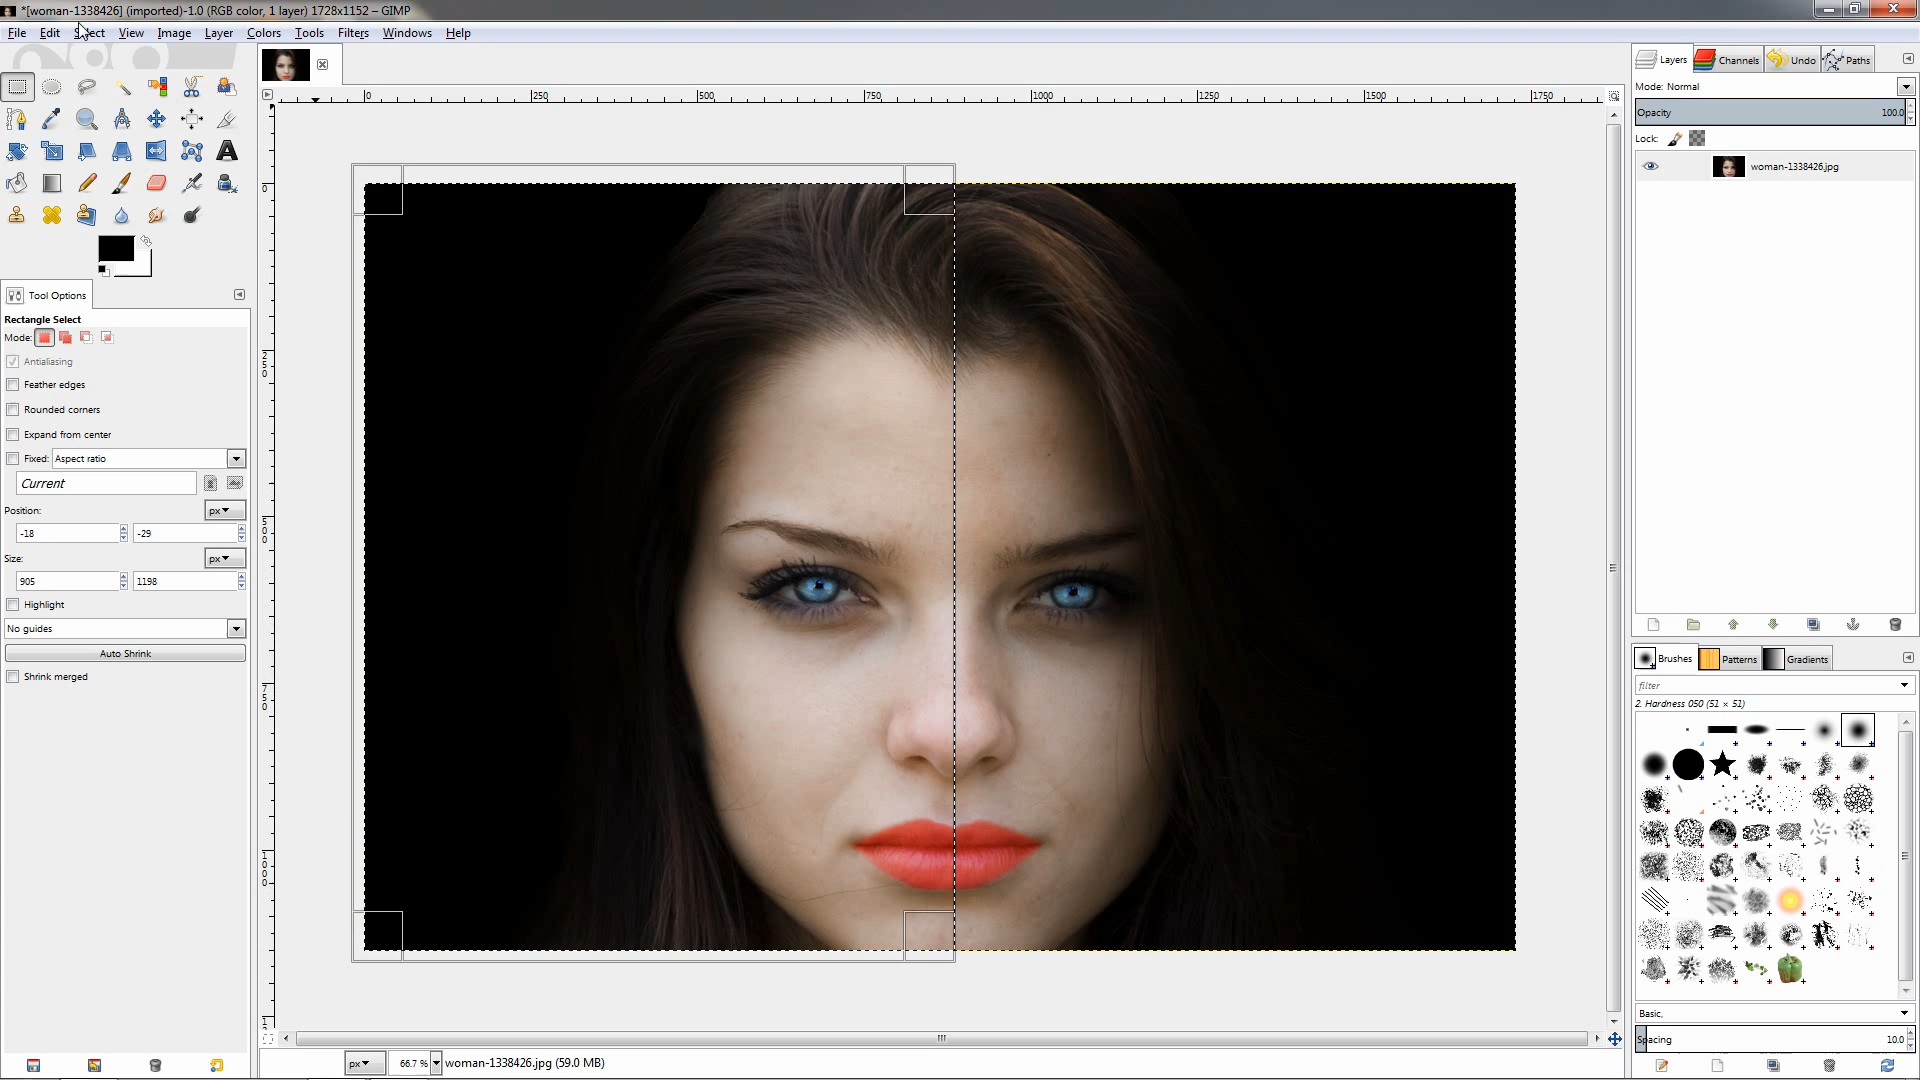 *[woman-1338426] (imported)-1.0 (RGB color, 1 layer) 1728x1152 – GIMP
File Edit Select View Image Layer Colors Tools Filters Windows Help
Tool Options
Rectangle Select
Mode:
Antialiasing
Feather edges
Rounded corners
Expand from center
Fixed: Aspect ratio
Current
Position: px
-18 -29
Size: px
905 1198
Highlight
No guides
Auto Shrink
Shrink merged
0 250 500 750 1000 1250 1500 1750
0
250
500
750
1000
px 66.7 % woman-1338426.jpg (59.0 MB)
Layers Channels Undo Paths
Mode: Normal
Opacity 100.0
Lock:
woman-1338426.jpg
Brushes Patterns Gradients
filter
2. Hardness 050 (51 × 51)
Basic,
Spacing 10.0